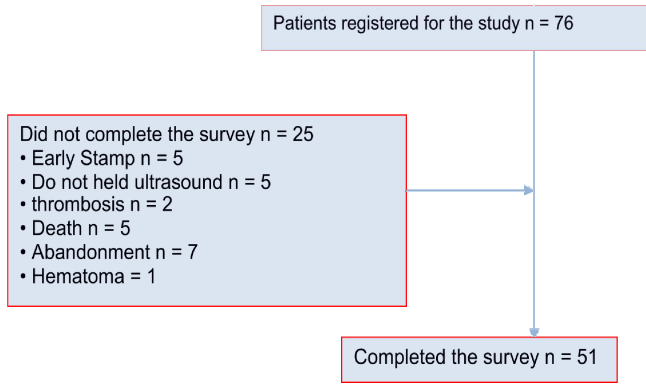 Patients registered for the study n = 76
Did not complete the survey n = 25
• Early Stamp n = 5
• Do not held ultrasound n = 5
• thrombosis n = 2
• Death n = 5
• Abandonment n = 7
• Hematoma = 1
Completed the survey n = 51